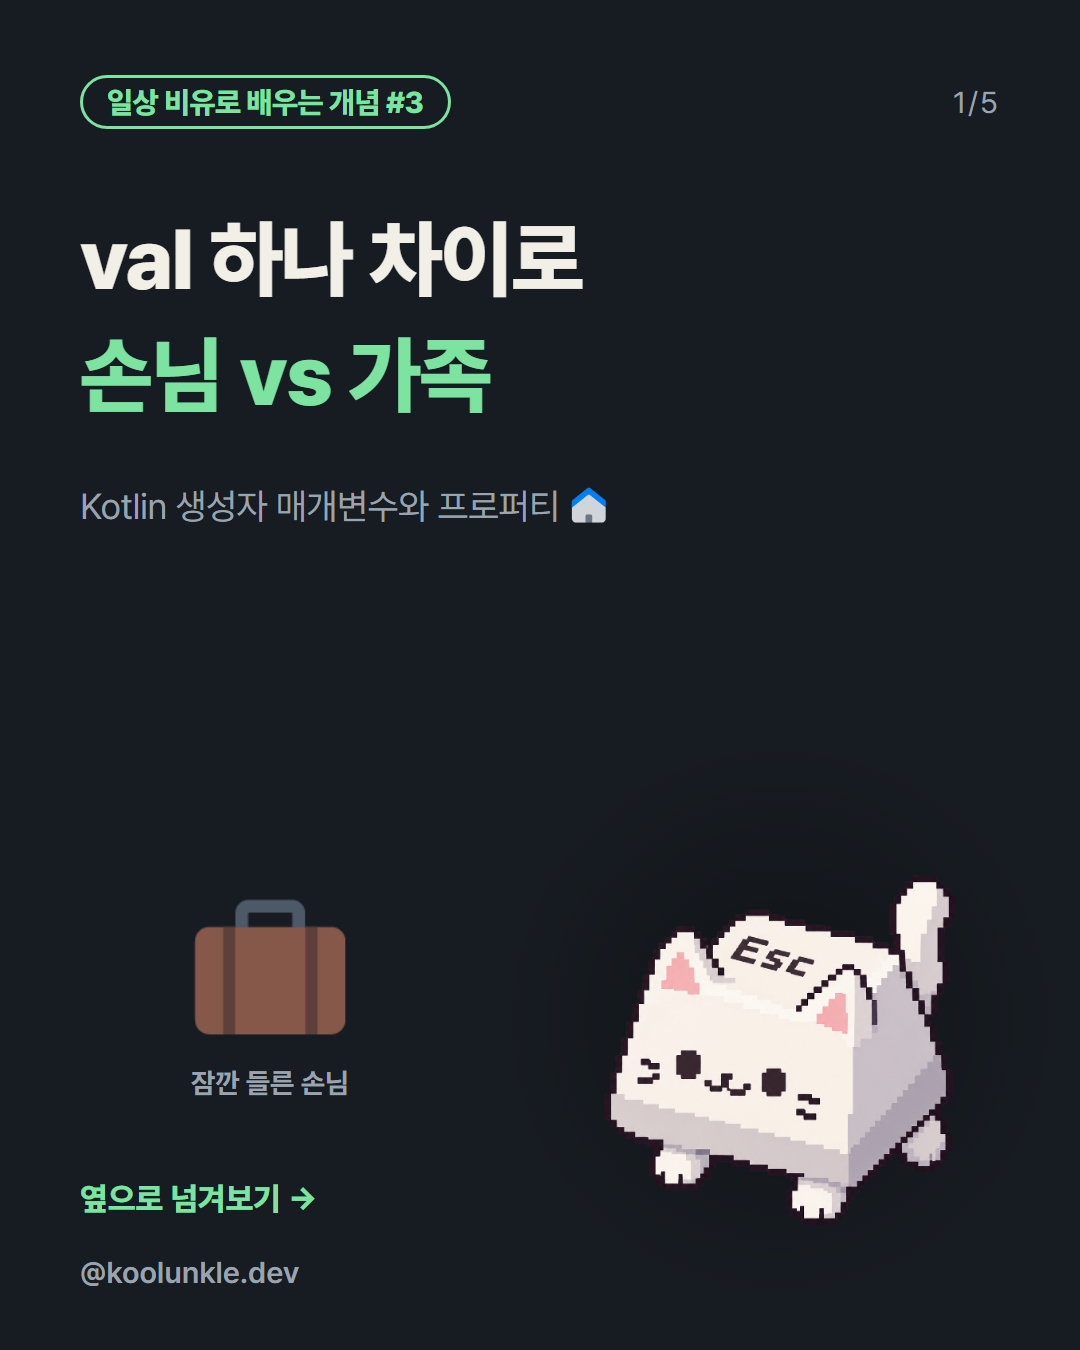 일상 비유로 배우는 개념 #3
1/5
val 하나 차이로
손님 vs 가족
Kotlin 생성자 매개변수와 프로퍼티
Esc
잠깐 들른 손님
옆으로 넘겨보기 →
@koolunkle.dev